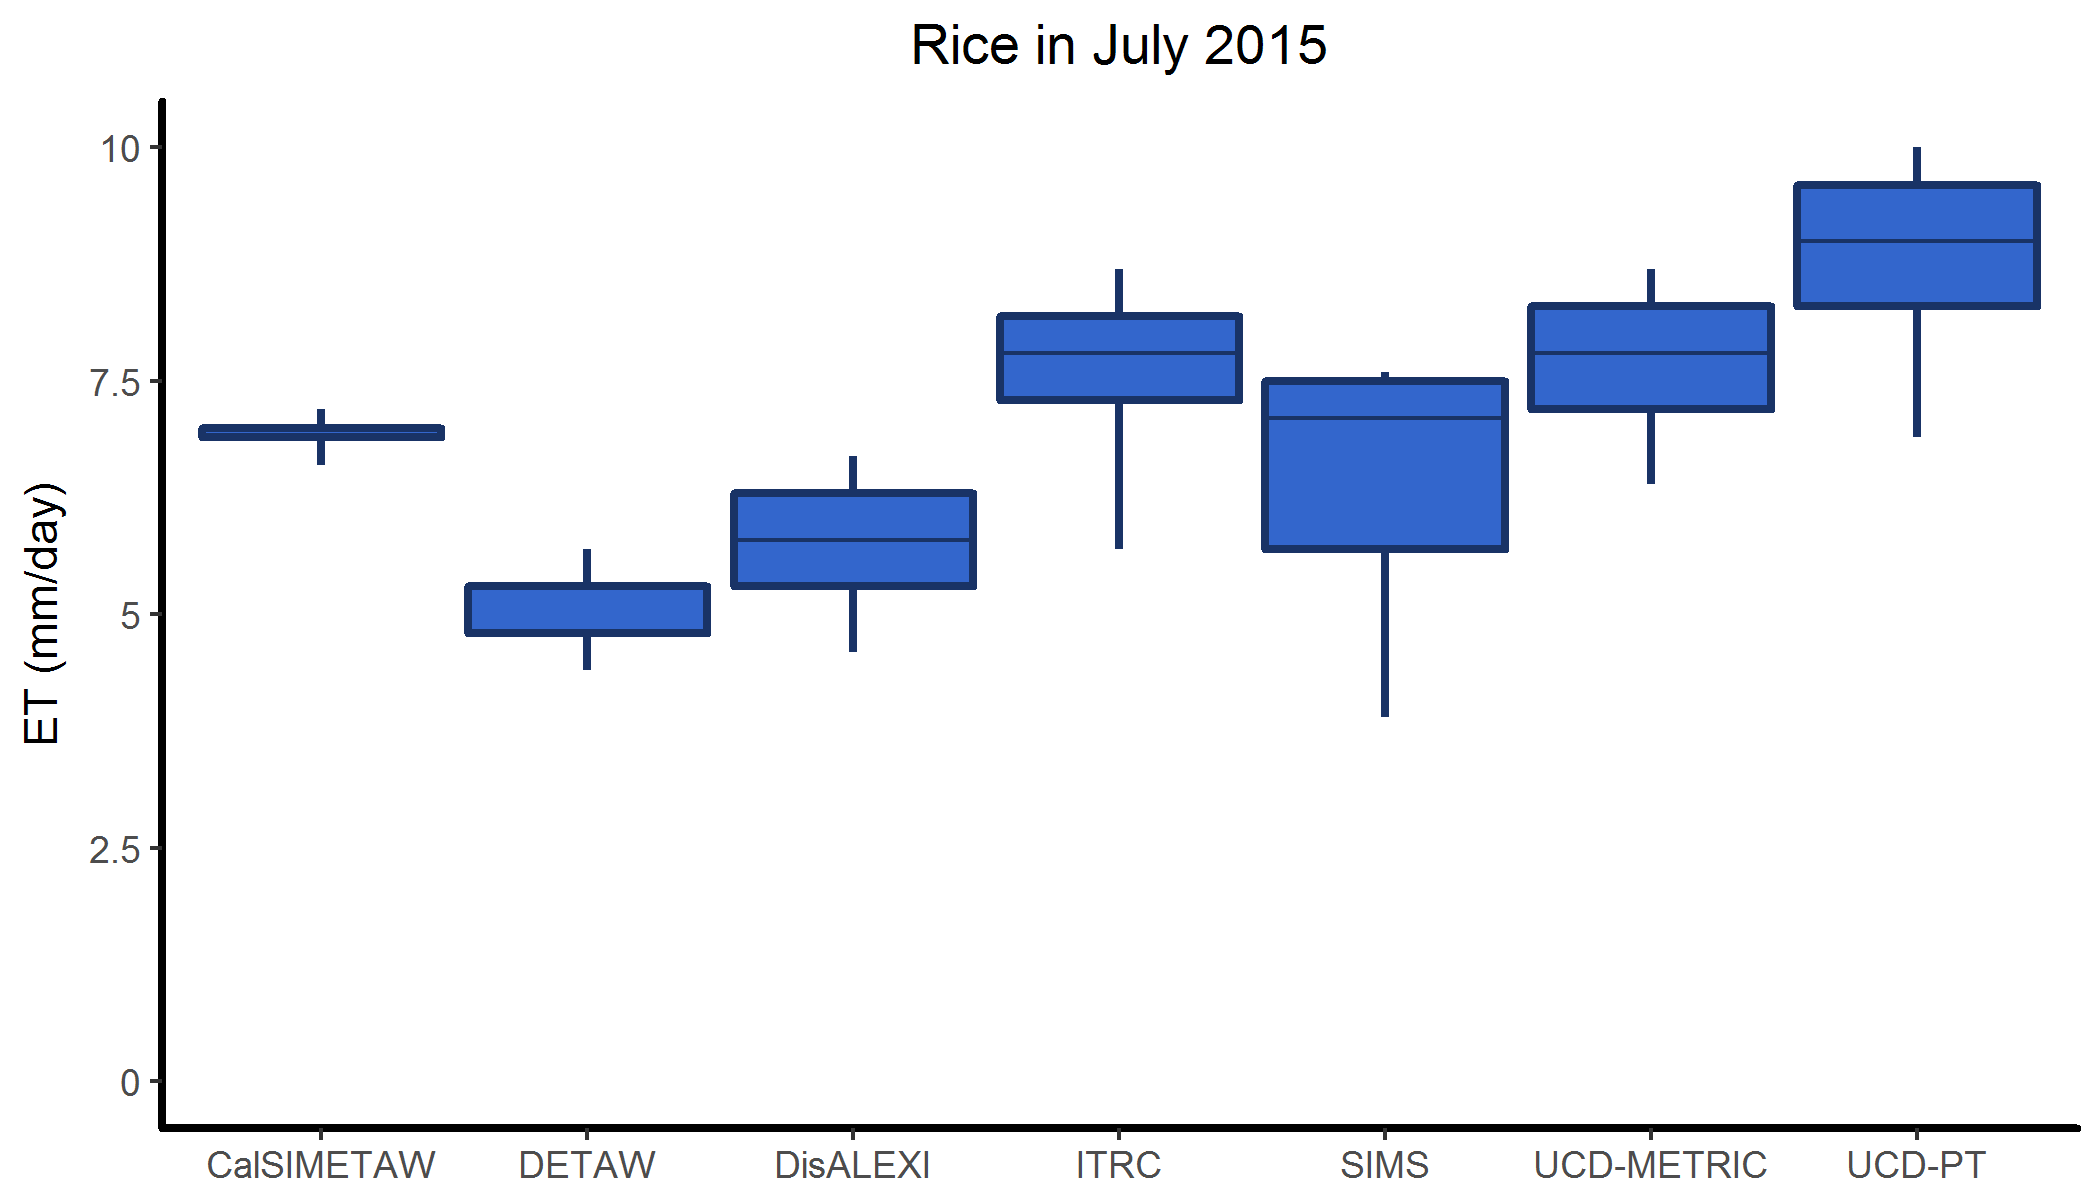 Rice in July 2015
ET (mm/day)
10
7.5
5
2.5
0
CalSIMETAW DETAW DisALEXI ITRC SIMS UCD-METRIC UCD-PT